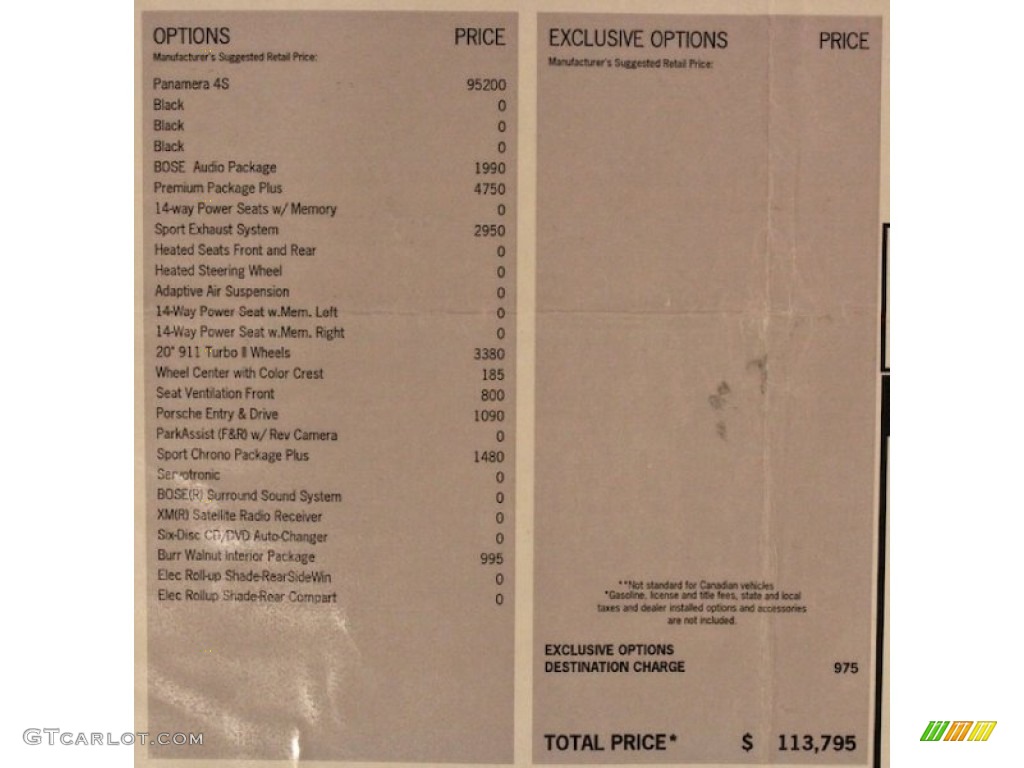 OPTIONS PRICE
Manufacturer's Suggested Retail Price:
Panamera 4S 95200
Black 0
Black 0
Black 0
BOSE Audio Package 1990
Premium Package Plus 4750
14-way Power Seats w/ Memory 0
Sport Exhaust System 2950
Heated Seats Front and Rear 0
Heated Steering Wheel 0
Adaptive Air Suspension 0
14-Way Power Seat w.Mem. Left 0
14-Way Power Seat w.Mem. Right 0
20" 911 Turbo II Wheels 3380
Wheel Center with Color Crest 185
Seat Ventilation Front 800
Porsche Entry & Drive 1090
ParkAssist (F&R) w/ Rev Camera 0
Sport Chrono Package Plus 1480
Servotronic 0
BOSE(R) Surround Sound System 0
XM(R) Satellite Radio Receiver 0
Six-Disc CD/DVD Auto-Changer 0
Burr Walnut Interior Package 995
Elec Roll-up Shade-RearSideWin 0
Elec Rollup Shade-Rear Compart 0
EXCLUSIVE OPTIONS PRICE
Manufacturer's Suggested Retail Price:
**Not standard for Canadian vehicles
*Gasoline, license and title fees, state and local
taxes and dealer installed options and accessories
are not included.
EXCLUSIVE OPTIONS
DESTINATION CHARGE 975
TOTAL PRICE* $ 113,795
GTCARLOT.COM